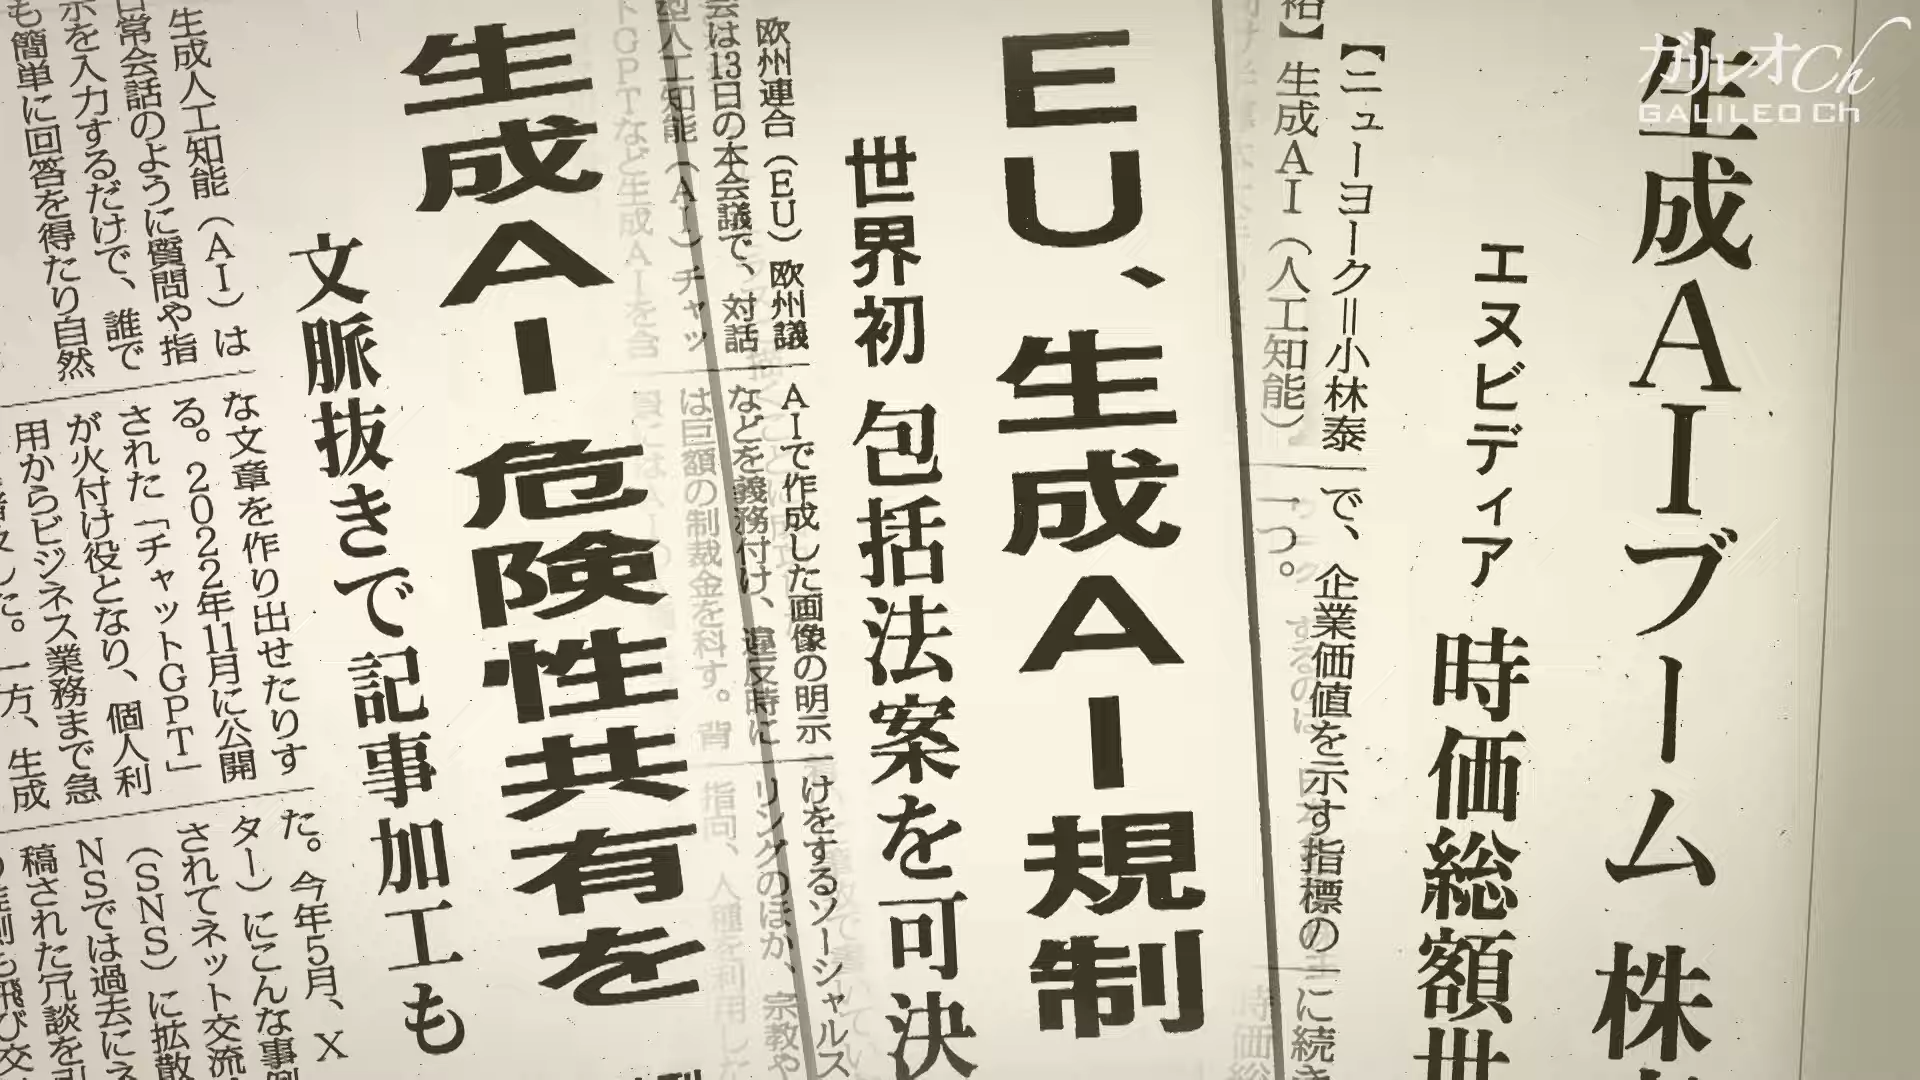 ガリレオCh
GALILEO Ch
生成AIブーム 株
エヌビディア 時価総額世
【ニューヨーク=小林泰
裕】生成AI(人工知能)
で、企業価値を示す指標の
一つ。
に続き
EU、生成AI規制
世界初 包括法案を可決
欧州連合(EU)欧州議
会は13日の本会議で、対話
型人工知能(AI)チャッ
トGPTなど生成AIを含
AIで作成した画像の明示
などを義務付け、違反時に
は巨額の制裁金を科す。背
けをするソーシャルス
リングのほか、宗教や
指向、人種を利用した
生成AI危険性共有を
文脈抜きで記事加工も
生成人工知能(AI)は
日常会話のように質問や指
示を入力するだけで、誰で
も簡単に回答を得たり自然
な文章を作り出せたりす
る。2022年11月に公開
された「チャットGPT」
が火付け役となり、個人利
用からビジネス業務まで急
した。一方、生成
た。今年5月、X
ター)にこんな事例
されてネット交流
(SNS)に拡散
NSでは過去にネ
稿された冗談を引